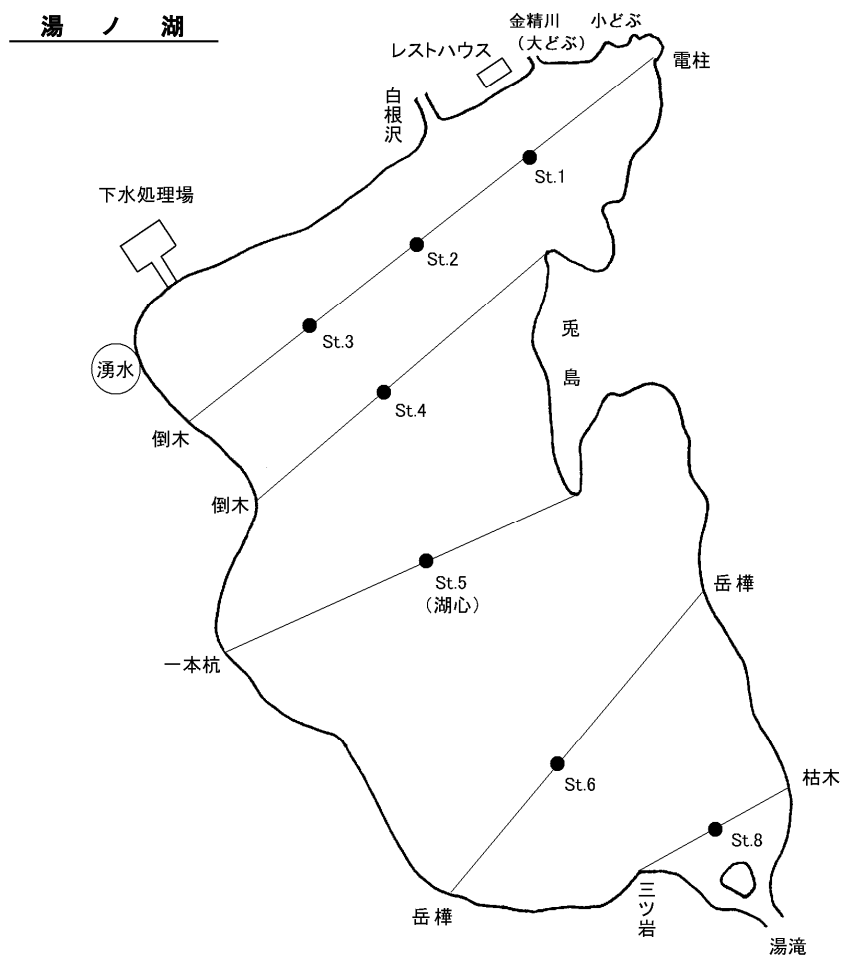 湯ノ湖
金精川
(大どぶ)
小どぶ
レストハウス
電柱
白根沢
St.1
下水処理場
St.2
兎島
St.3
湧水
St.4
倒木
倒木
St.5
(湖心)
岳樺
一本杭
枯木
St.6
St.8
三ツ岩
岳樺
湯滝